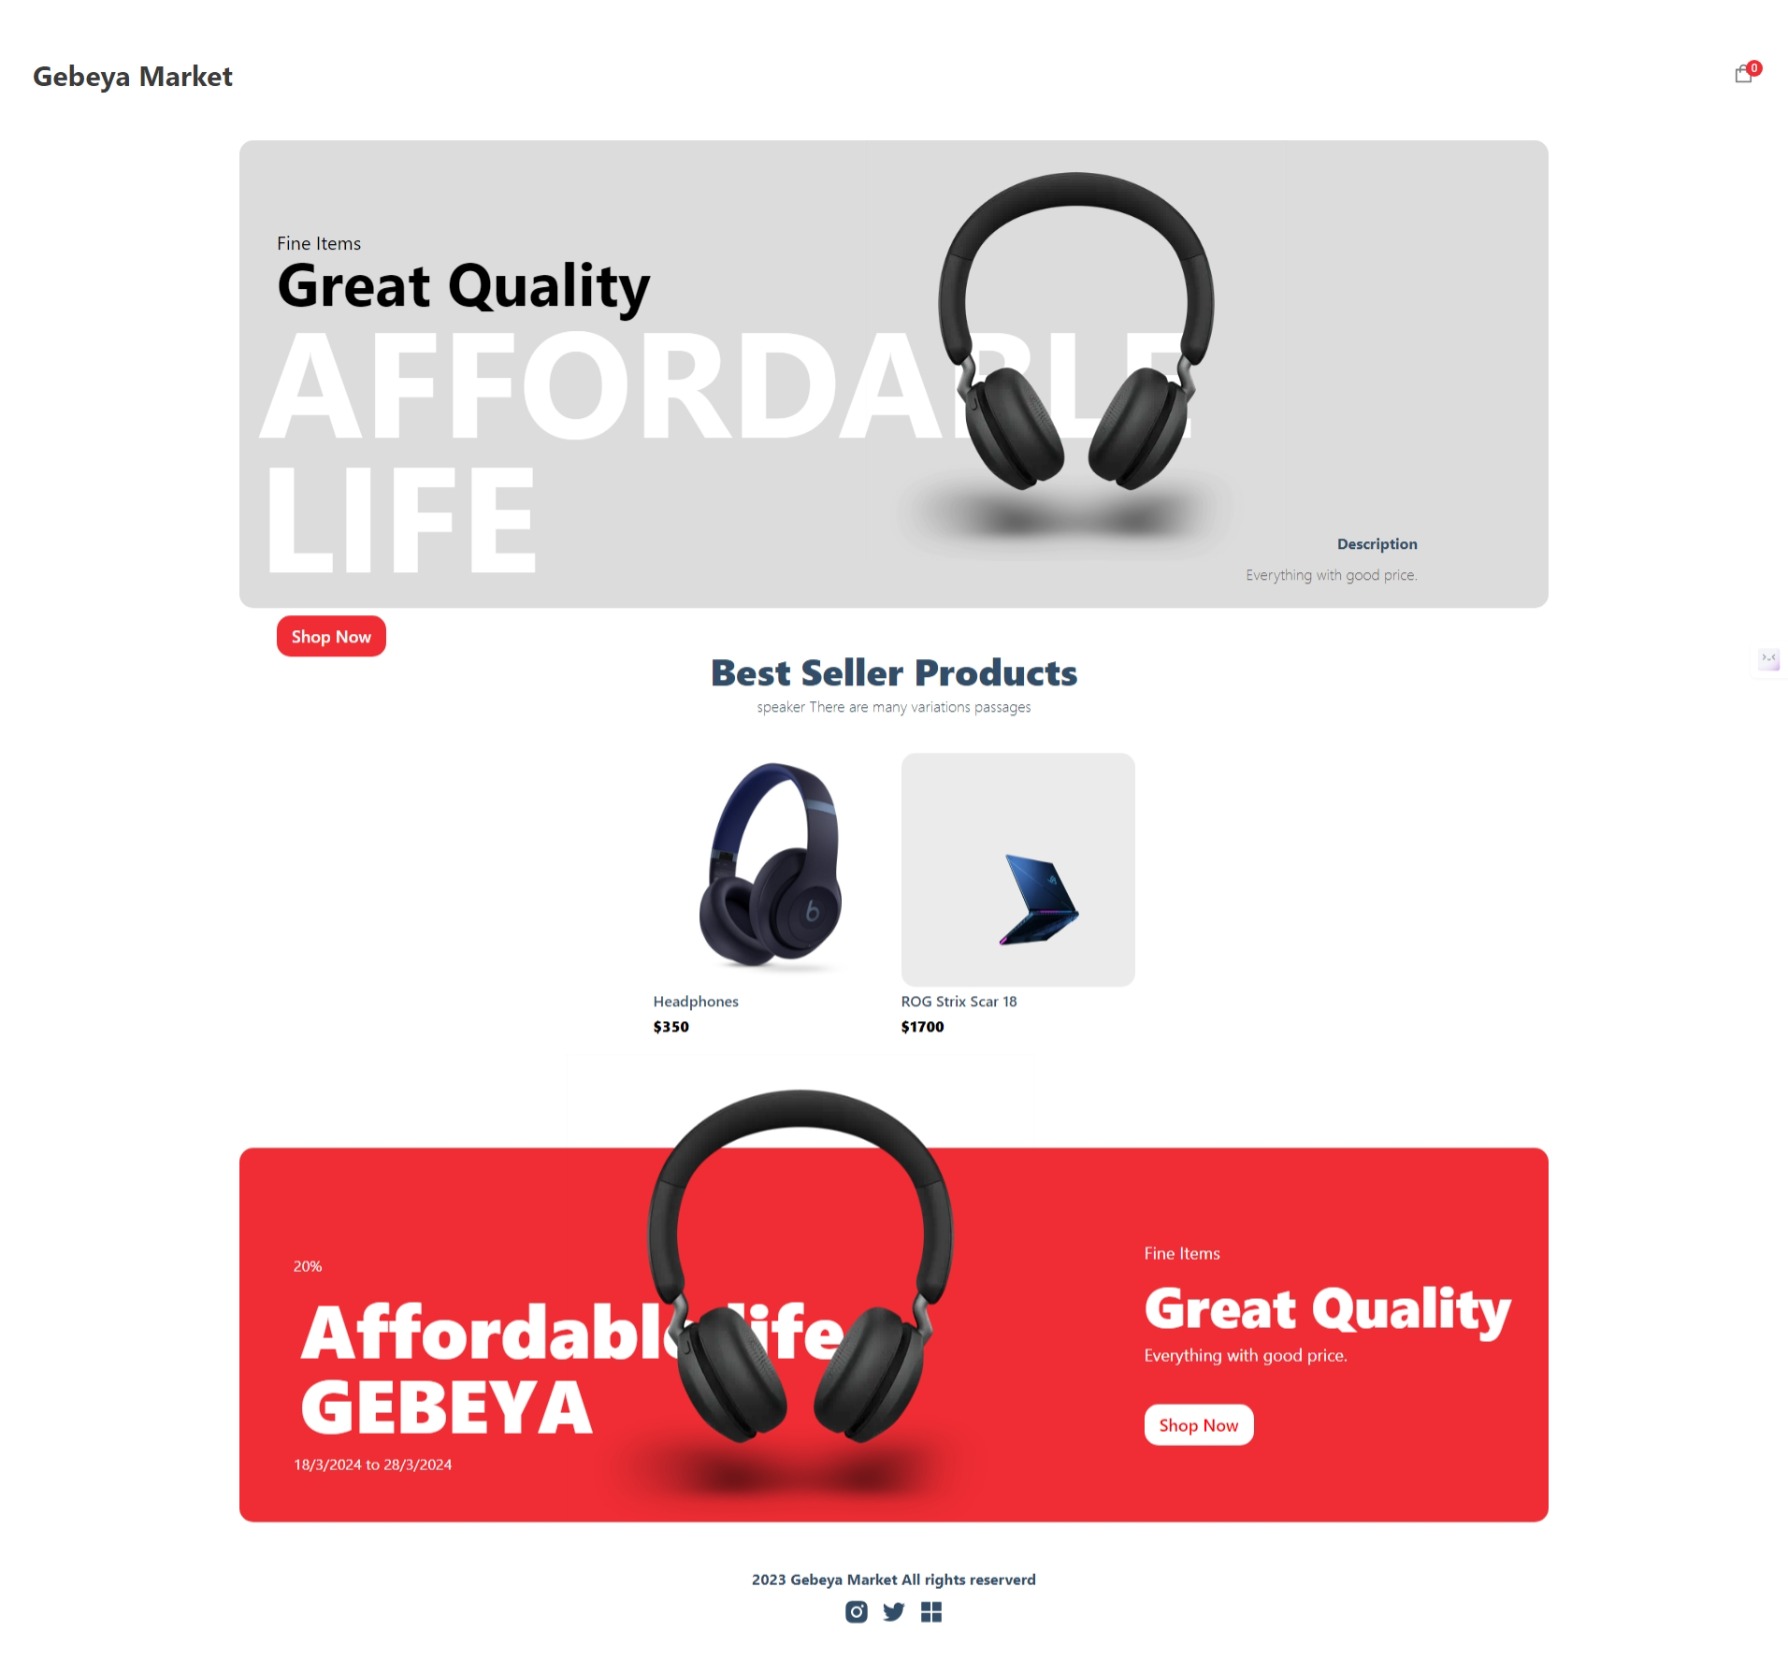 Gebeya Market
0
Fine Items
Great Quality
AFFORDABLE
LIFE
Description
Everything with good price.
Shop Now
Best Seller Products
speaker There are many variations passages
Headphones
$350
ROG Strix Scar 18
$1700
20%
Affordable life
GEBEYA
18/3/2024 to 28/3/2024
Fine Items
Great Quality
Everything with good price.
Shop Now
2023 Gebeya Market All rights reserverd